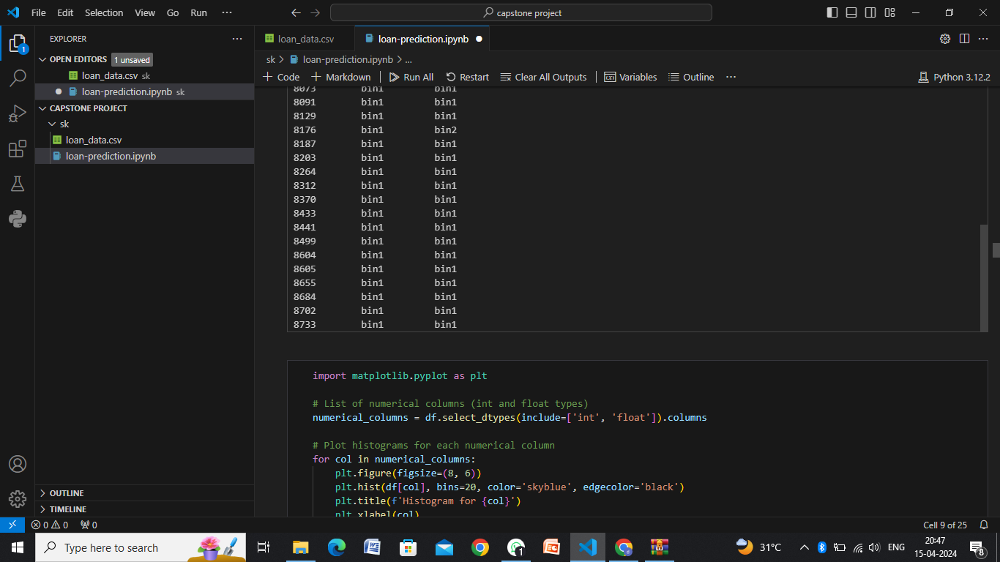 File Edit Selection View Go Run ···
capstone project
EXPLORER ···
OPEN EDITORS 1 unsaved
loan_data.csv sk
loan-prediction.ipynb sk
CAPSTONE PROJECT
sk
loan_data.csv
loan-prediction.ipynb
OUTLINE
TIMELINE
1
loan_data.csv
loan-prediction.ipynb
sk > loan-prediction.ipynb > ...
+ Code + Markdown Run All Restart Clear All Outputs Variables Outline ··· Python 3.12.2
8073 bin1 bin1
8091 bin1 bin1
8129 bin1 bin1
8176 bin1 bin2
8187 bin1 bin1
8203 bin1 bin1
8264 bin1 bin1
8312 bin1 bin1
8370 bin1 bin1
8433 bin1 bin1
8441 bin1 bin1
8499 bin1 bin1
8604 bin1 bin1
8605 bin1 bin1
8655 bin1 bin1
8684 bin1 bin1
8702 bin1 bin1
8733 bin1 bin1
import matplotlib.pyplot as plt
# List of numerical columns (int and float types)
numerical_columns = df.select_dtypes(include=['int', 'float']).columns
# Plot histograms for each numerical column
for col in numerical_columns:
plt.figure(figsize=(8, 6))
plt.hist(df[col], bins=20, color='skyblue', edgecolor='black')
plt.title(f'Histogram for {col}')
plt.xlabel(col)
0 0 0
Cell 9 of 25
Type here to search
31°C
ENG
20:47
15-04-2024
1
8